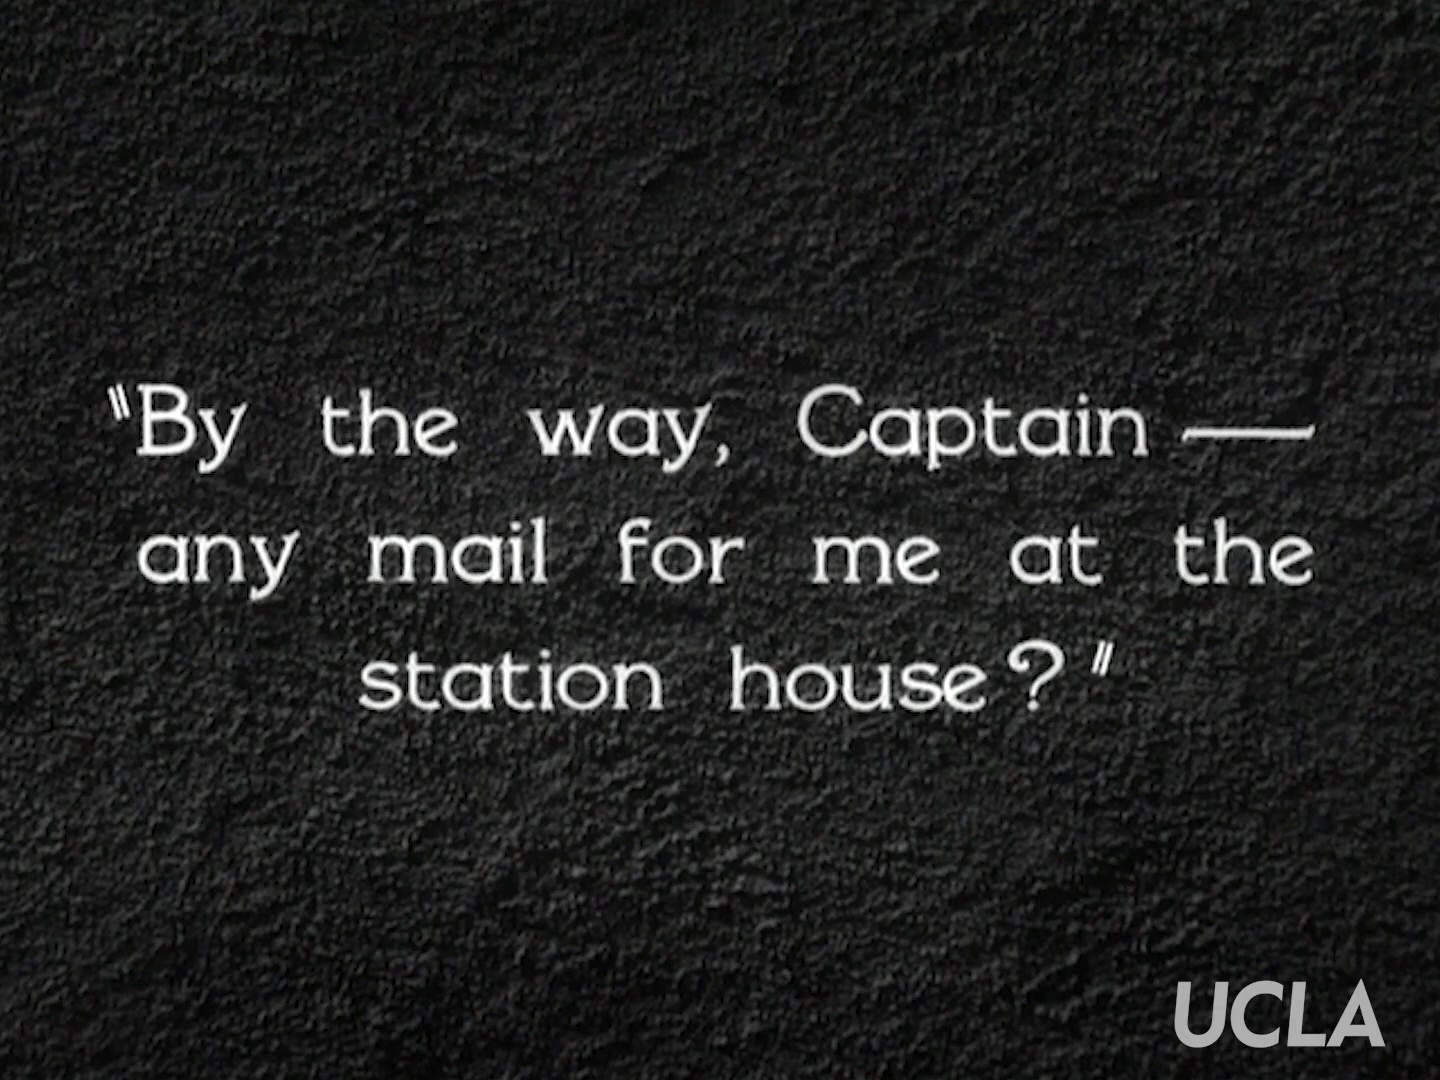 "By the way, Captain —
any mail for me at the
station house?"
UCLA